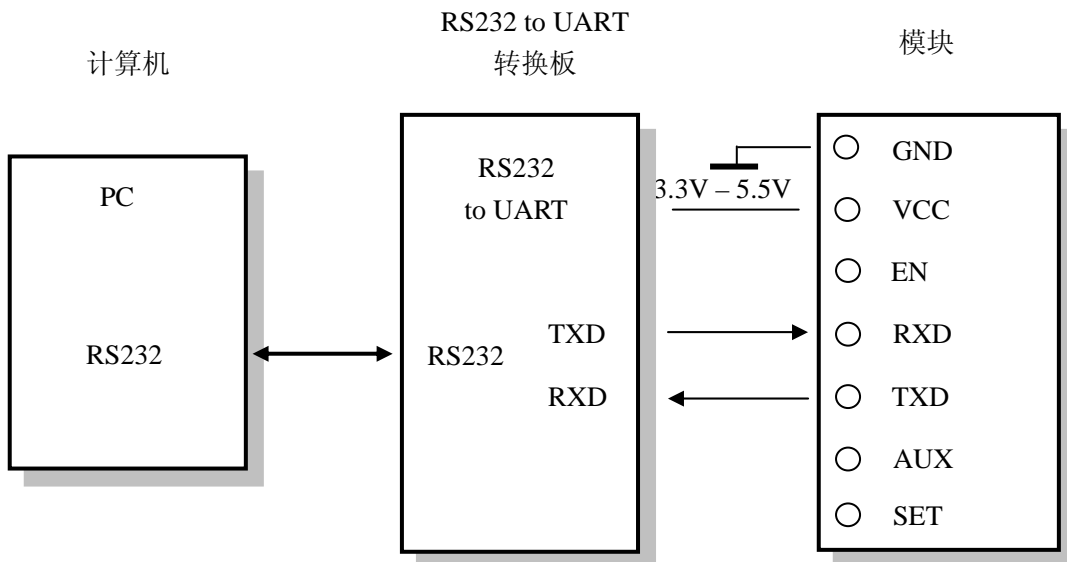 计算机
RS232 to UART
转换板
模块
PC
RS232
RS232
to UART
TXD
RS232
RXD
3.3V – 5.5V
GND
VCC
EN
RXD
TXD
AUX
SET